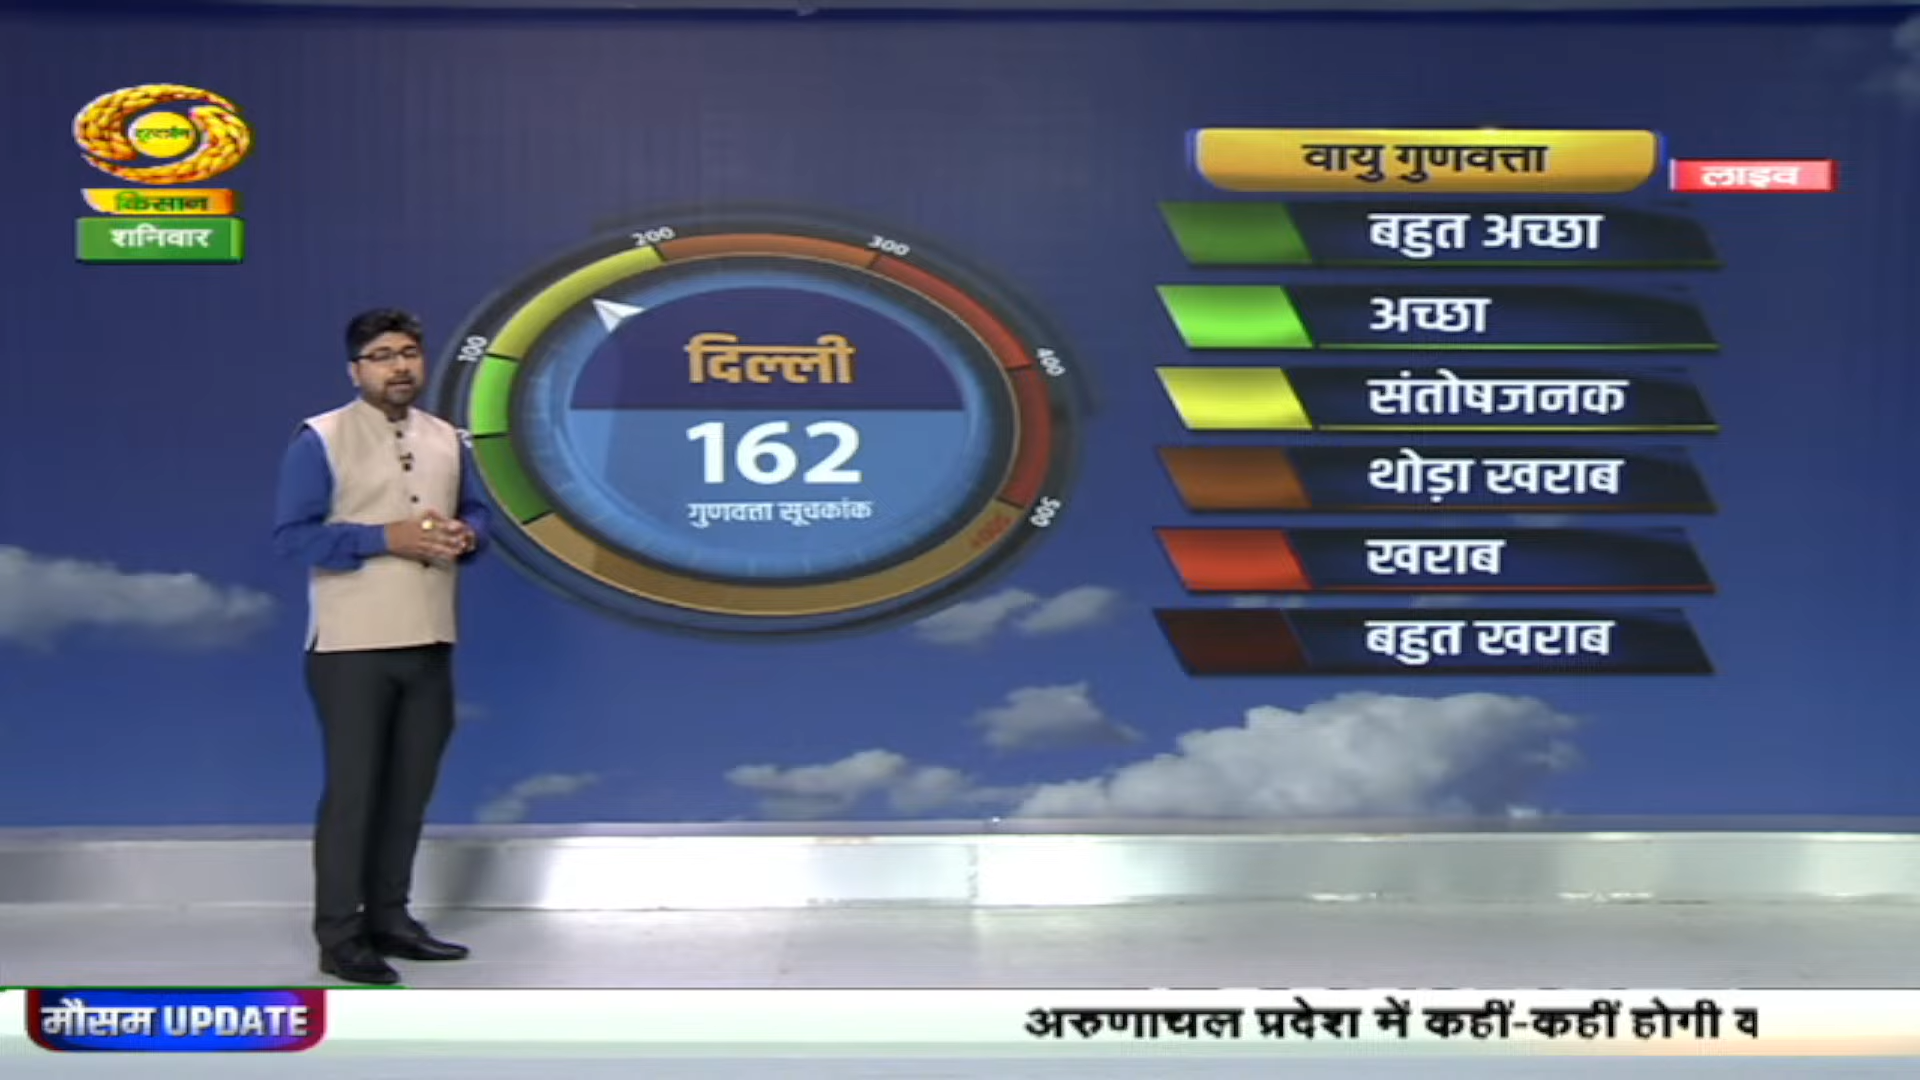 दूरदर्शन
किसान
शनिवार
वायु गुणवत्ता
लाइव
बहुत अच्छा
अच्छा
संतोषजनक
थोड़ा खराब
खराब
बहुत खराब
100
200
300
400
500
500+
दिल्ली
162
गुणवत्ता सूचकांक
मौसम UPDATE
अरुणाचल प्रदेश में कहीं-कहीं होगी